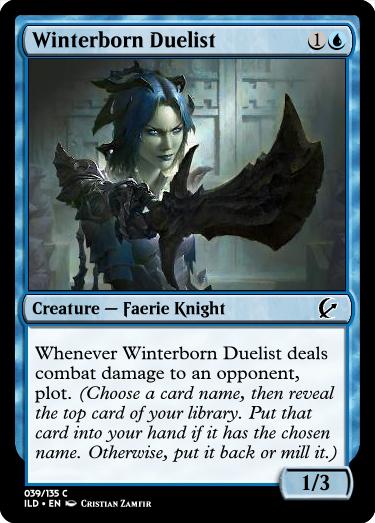 Winterborn Duelist 1
Creature — Faerie Knight
Whenever Winterborn Duelist deals
combat damage to an opponent,
plot. (Choose a card name, then reveal
the top card of your library. Put that
card into your hand if it has the chosen
name. Otherwise, put it back or mill it.)
1/3
039/135 C
ILD • EN Cristian Zamfir